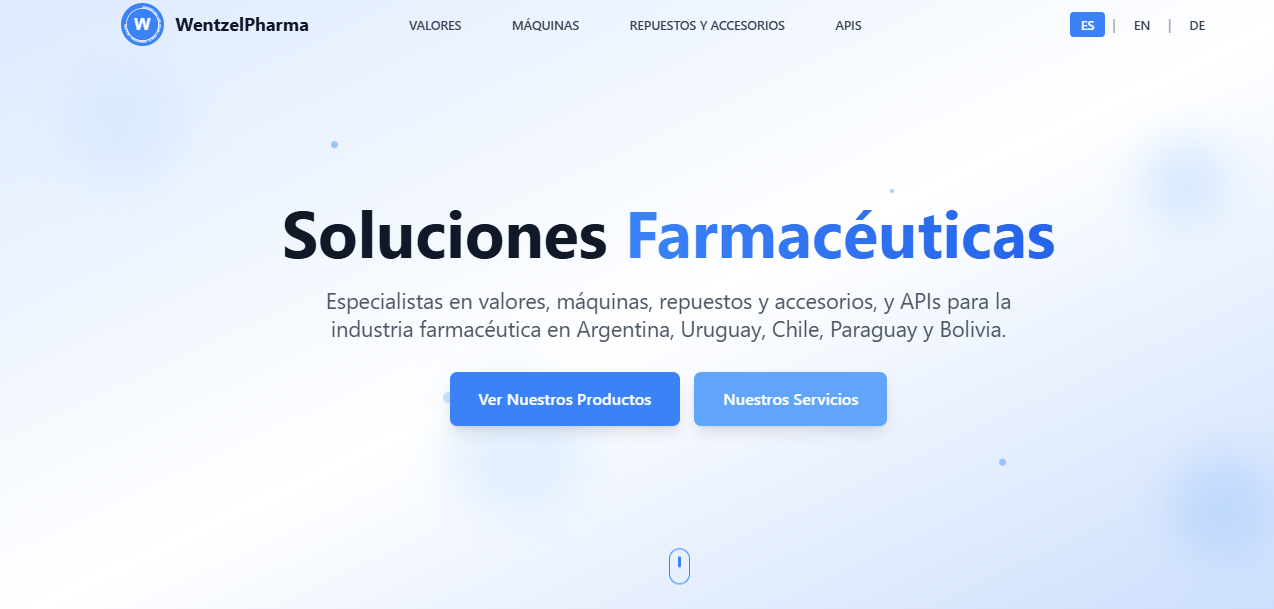 W WentzelPharma
VALORES
MÁQUINAS
REPUESTOS Y ACCESORIOS
APIS
ES | EN | DE
Soluciones Farmacéuticas
Especialistas en valores, máquinas, repuestos y accesorios, y APIs para la
industria farmacéutica en Argentina, Uruguay, Chile, Paraguay y Bolivia.
Ver Nuestros Productos
Nuestros Servicios